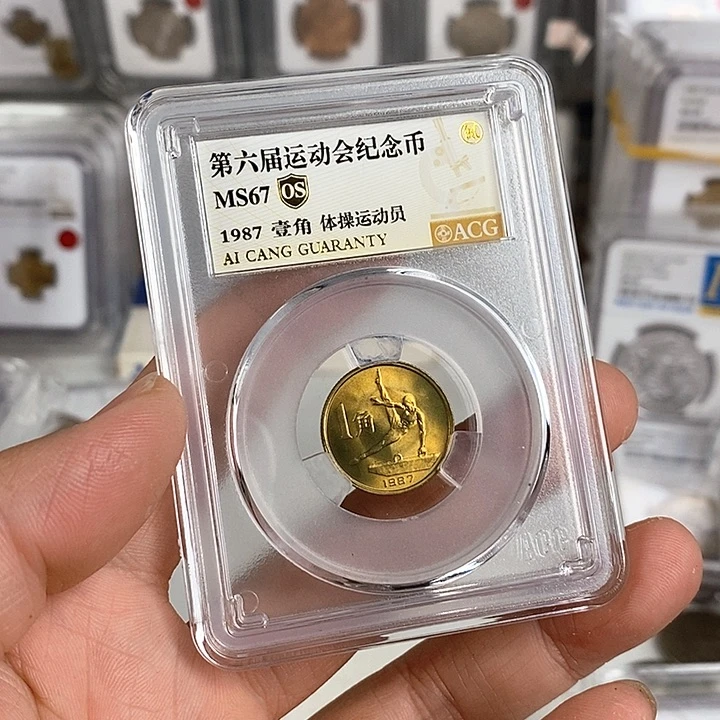 第六届运动会纪念币
MS67 OS
1987 壹角 体操运动员
AI CANG GUARANTY
ACG
1角
1987
ACG